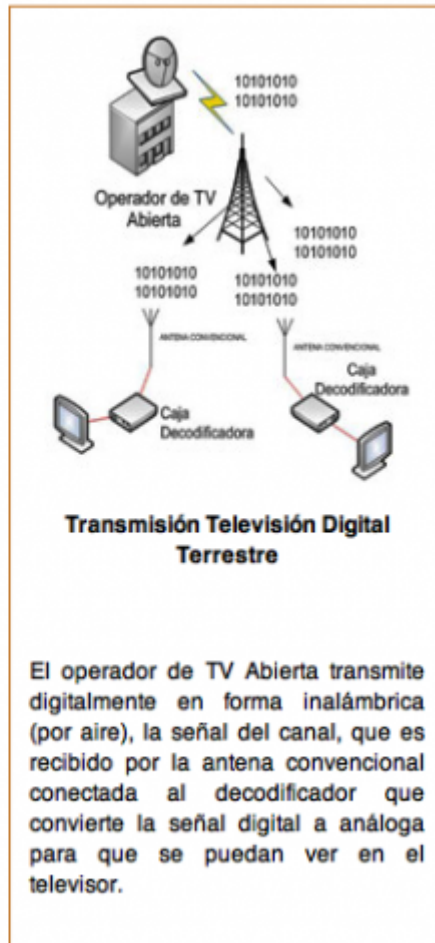 10101010
10101010
Operador de TV
Abierta
10101010
10101010
10101010
10101010
10101010
10101010
ANTENA CONVENCIONAL
ANTENA CONVENCIONAL
Caja
Decodificadora
Caja
Decodificadora
Transmisión Televisión Digital
Terrestre
El operador de TV Abierta transmite
digitalmente en forma inalámbrica
(por aire), la señal del canal, que es
recibido por la antena convencional
conectada al decodificador que
convierte la señal digital a análoga
para que se puedan ver en el
televisor.